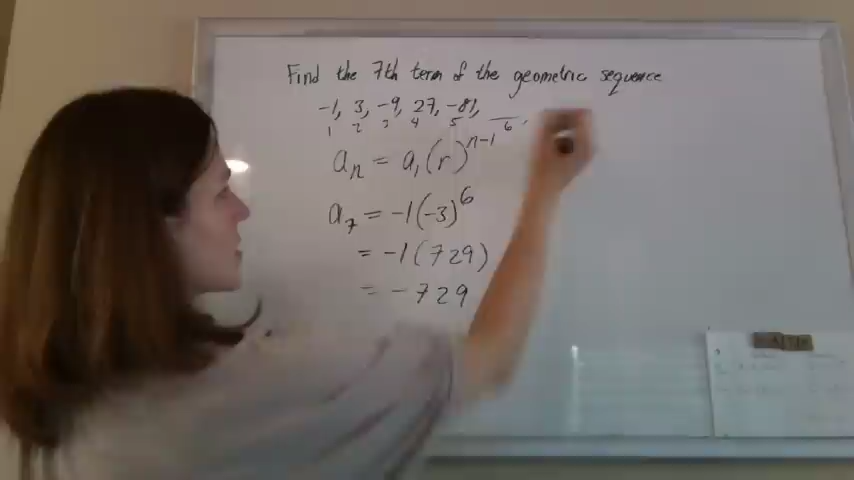 Find the 7th term of the geometric sequence
-1, 3, -9, 27, -81, __,
1 2 3 4 5 6
aₙ = a₁(r)ⁿ⁻¹
a₇ = -1(-3)⁶
= -1(729)
= -729